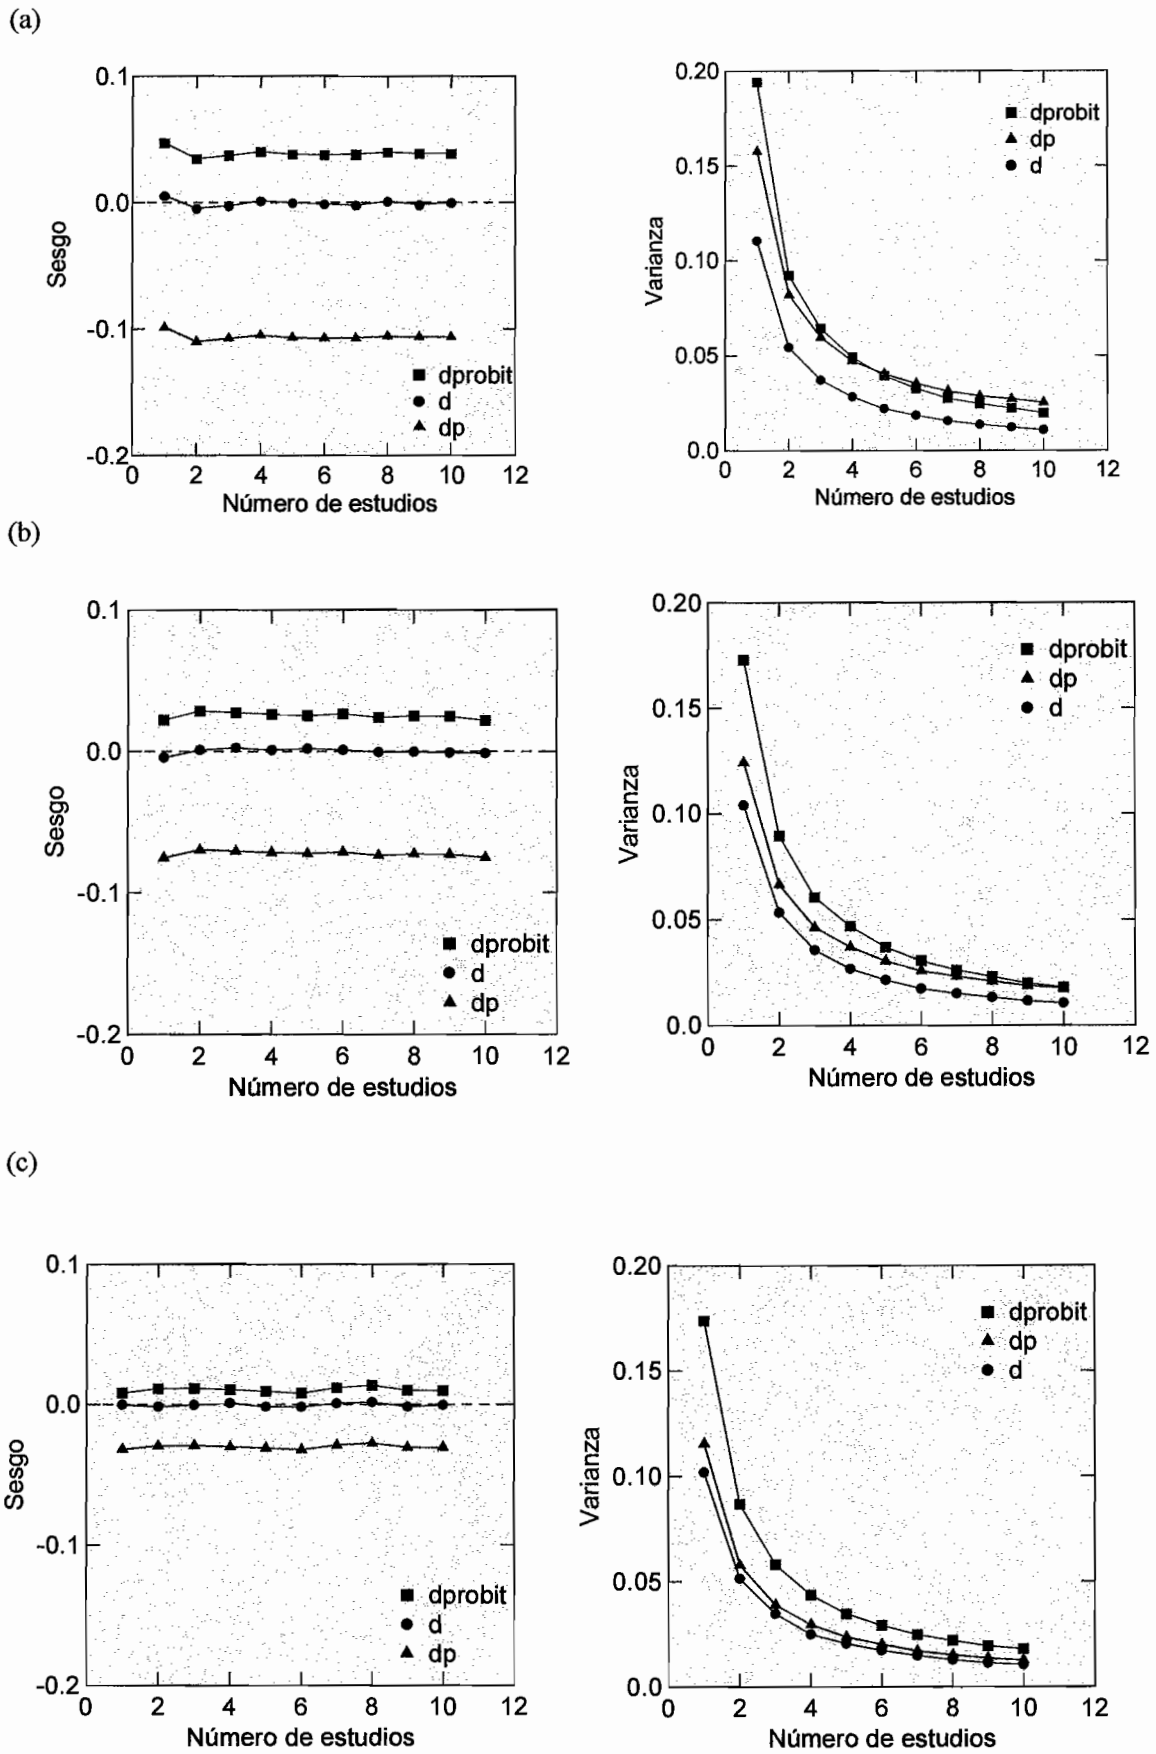 (a)
0.1
0.0
-0.1
-0.2
Sesgo
dprobit
d
dp
0 2 4 6 8 10 12
Número de estudios
0.20
0.15
0.10
0.05
0.0
Varianza
dprobit
dp
d
0 2 4 6 8 10 12
Número de estudios
(b)
0.1
0.0
-0.1
-0.2
Sesgo
dprobit
d
dp
0 2 4 6 8 10 12
Número de estudios
0.20
0.15
0.10
0.05
0.0
Varianza
dprobit
dp
d
0 2 4 6 8 10 12
Número de estudios
(c)
0.1
0.0
-0.1
-0.2
Sesgo
dprobit
d
dp
0 2 4 6 8 10 12
Número de estudios
0.20
0.15
0.10
0.05
0.0
Varianza
dprobit
dp
d
0 2 4 6 8 10 12
Número de estudios